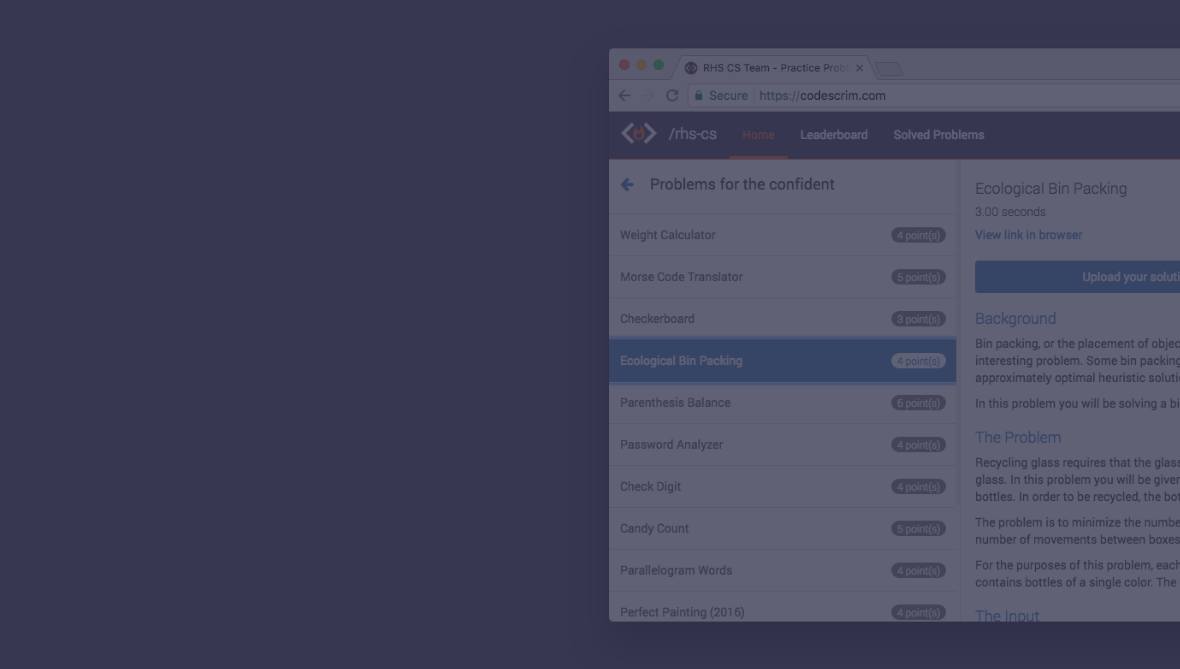 RHS CS Team - Practice Prob
Secure https://codescrim.com
/rhs-cs Home Leaderboard Solved Problems
Problems for the confident
Weight Calculator 4 point(s)
Morse Code Translator 5 point(s)
Checkerboard 3 point(s)
Ecological Bin Packing 4 point(s)
Parenthesis Balance 6 point(s)
Password Analyzer 4 point(s)
Check Digit 4 point(s)
Candy Count 5 point(s)
Parallelogram Words 4 point(s)
Perfect Painting (2016) 4 point(s)
Ecological Bin Packing
3.00 seconds
View link in browser
Upload your soluti
Background
Bin packing, or the placement of objec
interesting problem. Some bin packing
approximately optimal heuristic soluti
In this problem you will be solving a bi
The Problem
Recycling glass requires that the glass
glass. In this problem you will be given
bottles. In order to be recycled, the bot
The problem is to minimize the numbe
number of movements between boxes
For the purposes of this problem, each
contains bottles of a single color. The
The Input